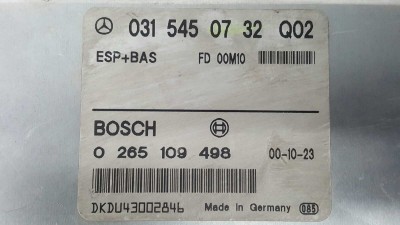 031 545 07 32 Q02
ESP+BAS FD 00M10
BOSCH
0 265 109 498 00-10-23
DKDU43002846 Made in Germany 085